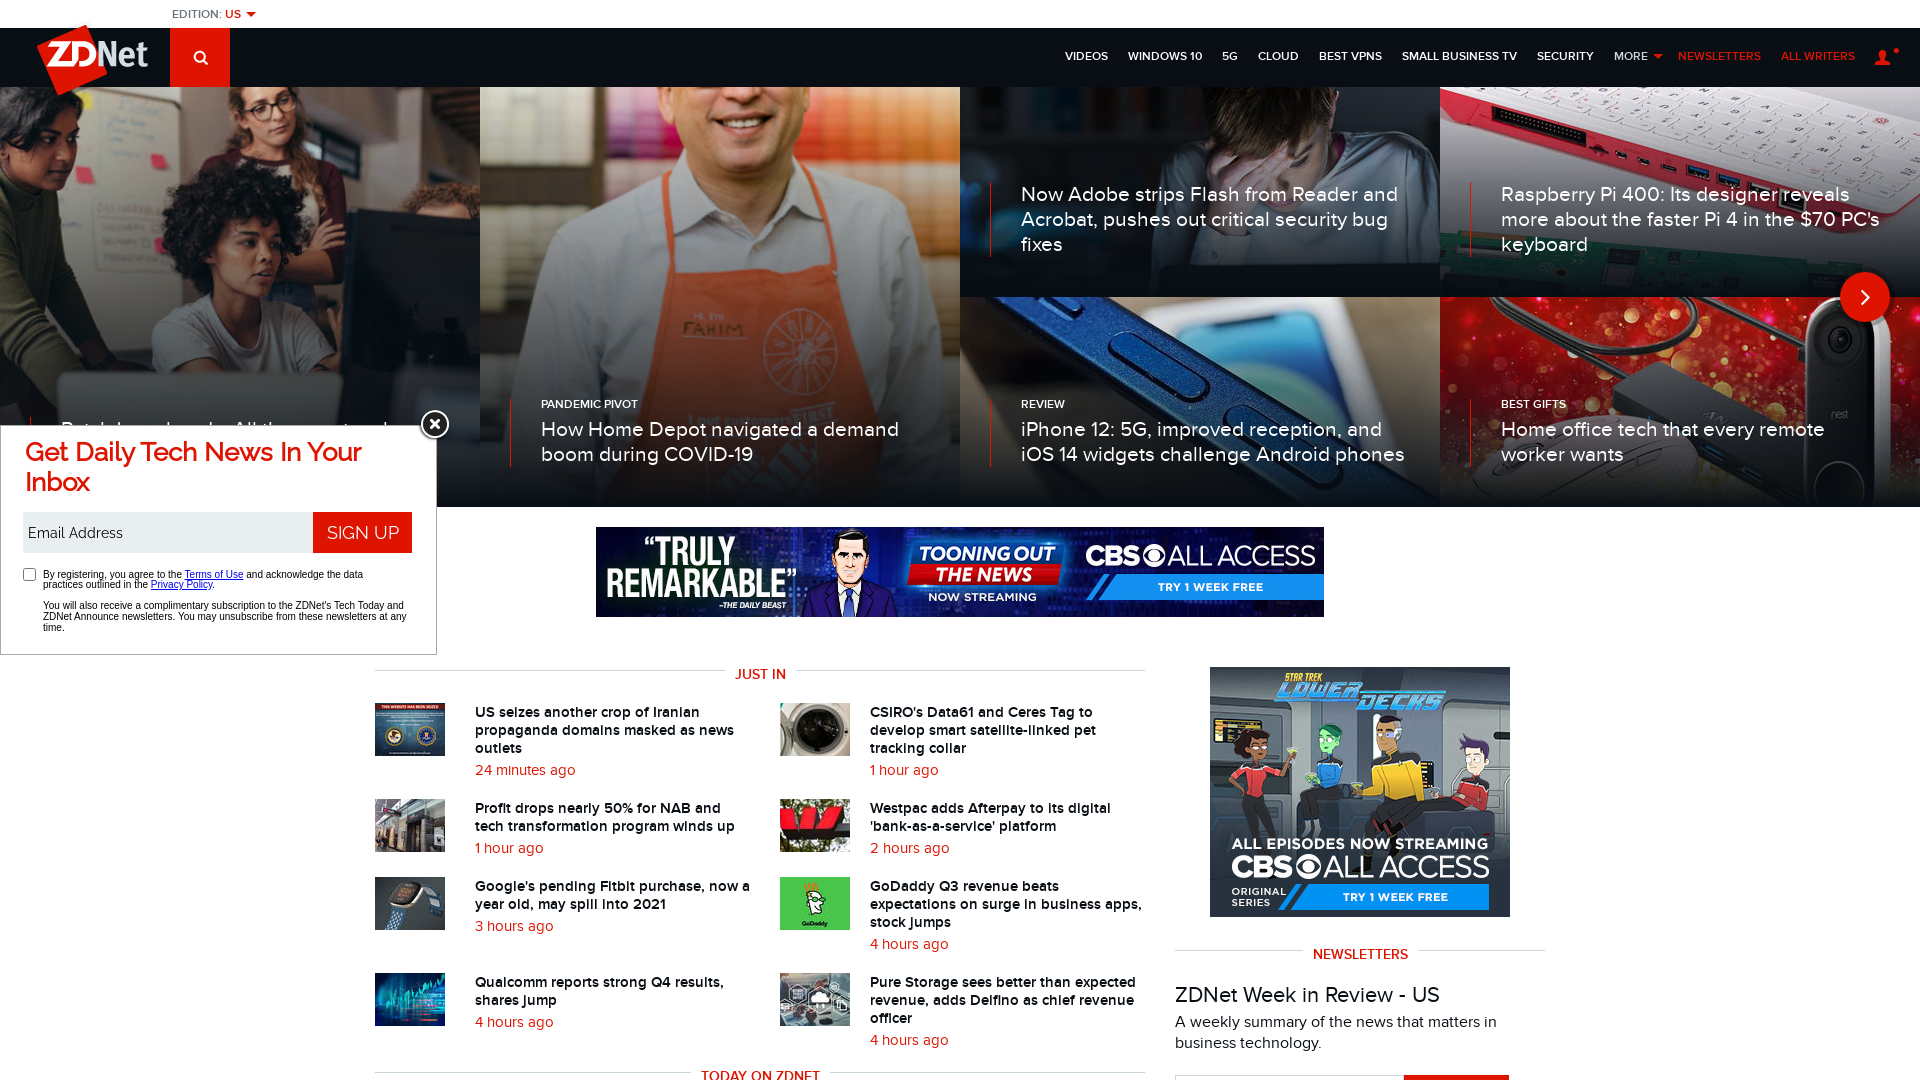 EDITION: US
ZDNet
VIDEOS WINDOWS 10 5G CLOUD BEST VPNS SMALL BUSINESS TV SECURITY MORE NEWSLETTERS ALL WRITERS
Now Adobe strips Flash from Reader and
Acrobat, pushes out critical security bug
fixes
Raspberry Pi 400: Its designer reveals
more about the faster Pi 4 in the $70 PC's
keyboard
Hi, I'm
FAHIM
PANDEMIC PIVOT
How Home Depot navigated a demand
boom during COVID-19
REVIEW
iPhone 12: 5G, improved reception, and
iOS 14 widgets challenge Android phones
nest
BEST GIFTS
Home office tech that every remote
worker wants
Get Daily Tech News In Your
Inbox
Email Address
SIGN UP
By registering, you agree to the Terms of Use and acknowledge the data
practices outlined in the Privacy Policy.
You will also receive a complimentary subscription to the ZDNet's Tech Today and
ZDNet Announce newsletters. You may unsubscribe from these newsletters at any
time.
"TRULY
REMARKABLE"
-THE DAILY BEAST
TOONING OUT
THE NEWS
NOW STREAMING
CBS ALL ACCESS
TRY 1 WEEK FREE
JUST IN
THIS WEBSITE HAS BEEN SEIZED
US seizes another crop of Iranian
propaganda domains masked as news
outlets
24 minutes ago
CSIRO's Data61 and Ceres Tag to
develop smart satellite-linked pet
tracking collar
1 hour ago
Profit drops nearly 50% for NAB and
tech transformation program winds up
1 hour ago
Westpac adds Afterpay to its digital
'bank-as-a-service' platform
2 hours ago
Google's pending Fitbit purchase, now a
year old, may spill into 2021
3 hours ago
GoDaddy
GoDaddy Q3 revenue beats
expectations on surge in business apps,
stock jumps
4 hours ago
Qualcomm reports strong Q4 results,
shares jump
4 hours ago
Pure Storage sees better than expected
revenue, adds Delfino as chief revenue
officer
4 hours ago
TODAY ON ZDNET
STAR TREK
LOWER DECKS
ALL EPISODES NOW STREAMING
CBS ALL ACCESS
ORIGINAL
SERIES
TRY 1 WEEK FREE
NEWSLETTERS
ZDNet Week in Review - US
A weekly summary of the news that matters in
business technology.